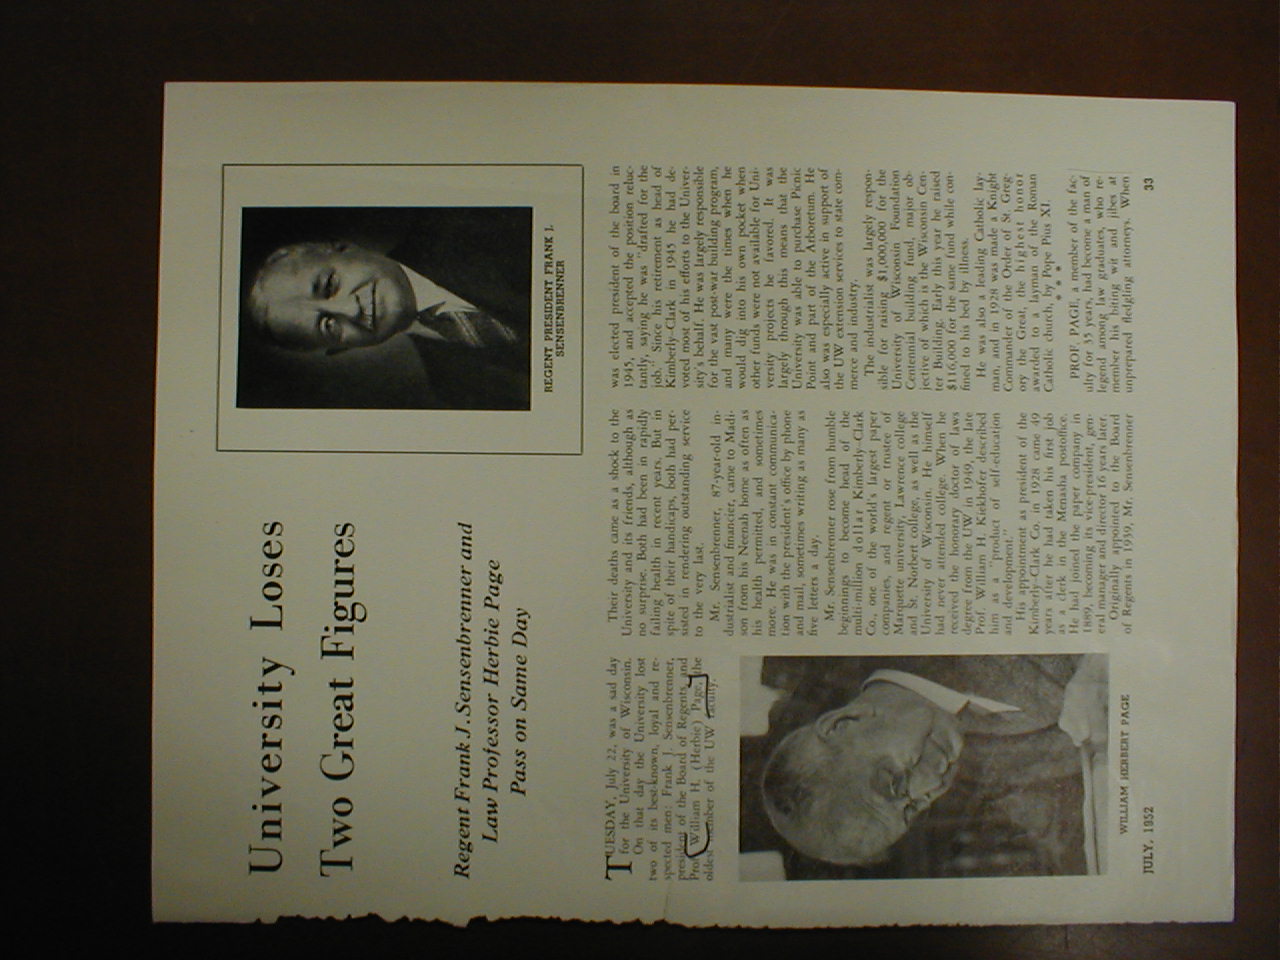 University Loses
Two Great Figures
Regent Frank J. Sensenbrenner and
Law Professor Herbie Page
Pass on Same Day
REGENT PRESIDENT FRANK J.
SENSENBRENNER
TUESDAY, July 22, was a sad day
for the University of Wisconsin.
On that day the University lost
two of its best-known, loyal and re-
spected men: Frank J. Sensenbrenner,
president of the Board of Regents, and
Prof. William H. (Herbie) Page, the
oldest member of the UW faculty.
WILLIAM HERBERT PAGE
Their deaths came as a shock to the
University and its friends, although as
no surprise. Both had been in rapidly
failing health in recent years. But in
spite of their handicaps, both had per-
sisted in rendering outstanding service
to the very last.
Mr. Sensenbrenner, 87-year-old in-
dustrialist and financier, came to Madi-
son from his Neenah home as often as
his health permitted, and sometimes
more. He was in constant communica-
tion with the president's office by phone
and mail, sometimes writing as many as
five letters a day.
Mr. Sensenbrenner rose from humble
beginnings to become head of the
multi-million dollar Kimberly-Clark
Co., one of the world's largest paper
companies, and regent or trustee of
Marquette university, Lawrence college
and St. Norbert college, as well as the
University of Wisconsin. He himself
had never attended college. When he
received the honorary doctor of laws
degree from the UW in 1949, the late
Prof. William H. Kiekhofer described
him as a "product of self-education
and development."
His appointment as president of the
Kimberly-Clark Co. in 1928 came 49
years after he had taken his first job
as a clerk in the Menasha postoffice.
He had joined the paper company in
1889, becoming its vice-president, gen-
eral manager and director 16 years later.
Originally appointed to the Board
of Regents in 1939, Mr. Sensenbrenner
was elected president of the board in
1945, and accepted the position reluc-
tantly, saying he was "drafted for the
job." Since his retirement as head of
Kimberly-Clark in 1945 he had de-
voted most of his efforts to the Univer-
sity's behalf. He was largely responsible
for the vast post-war building program,
and many were the times when he
would dig into his own pocket when
other funds were not available for Uni-
versity projects he favored. It was
largely through this means that the
University was able to purchase Picnic
Point and part of the Arboretum. He
also was especially active in support of
the UW extension services to state com-
merce and industry.
The industrialist was largely respon-
sible for raising $1,000,000 for the
University of Wisconsin Foundation
Centennial building fund, major ob-
jective of which is the Wisconsin Cen-
ter Building. Early this year he raised
$116,000 for the same fund while con-
fined to his bed by illness.
He was also a leading Catholic lay-
man, and in 1928 was made a Knight
Commander of the Order of St. Greg-
ory the Great, the highest honor
awarded to a layman of the Roman
Catholic church, by Pope Pius XI.
* * *
PROF. PAGE, a member of the fac-
ulty for 35 years, had become a man of
legend among law graduates, who re-
member his biting wit and jibes at
unprepared fledgling attorneys. When
JULY, 1952
33